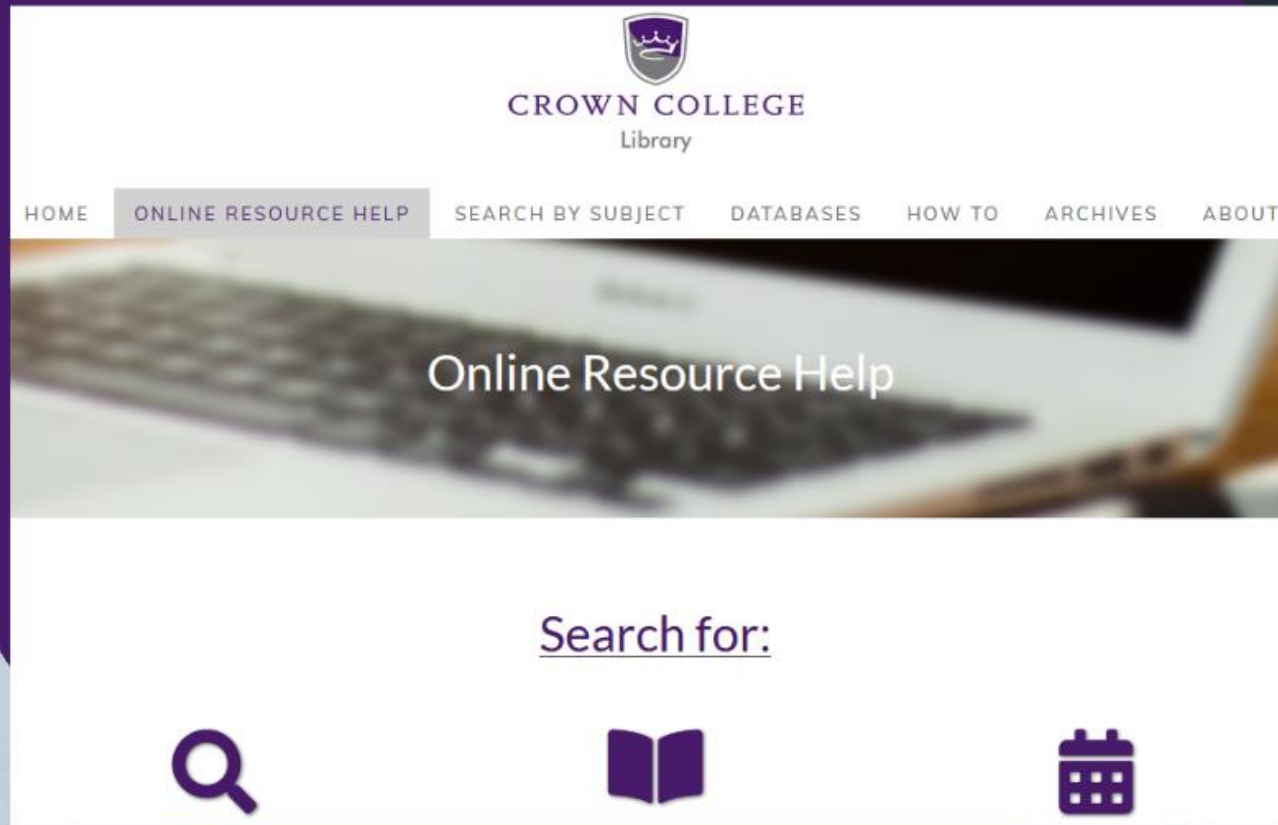 CROWN COLLEGE
Library
HOME ONLINE RESOURCE HELP SEARCH BY SUBJECT DATABASES HOW TO ARCHIVES ABOUT
Online Resource Help
Search for: